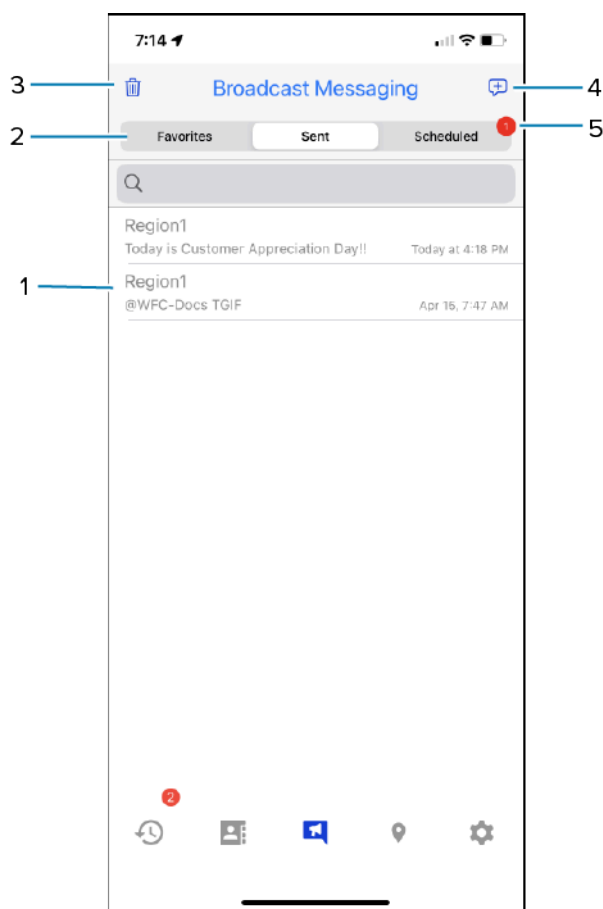 7:14
3
Broadcast Messaging
4
2
Favorites
Sent
Scheduled
1
5
Region1
Today is Customer Appreciation Day!!
Today at 4:18 PM
1
Region1
@WFC-Docs TGIF
Apr 15, 7:47 AM
2